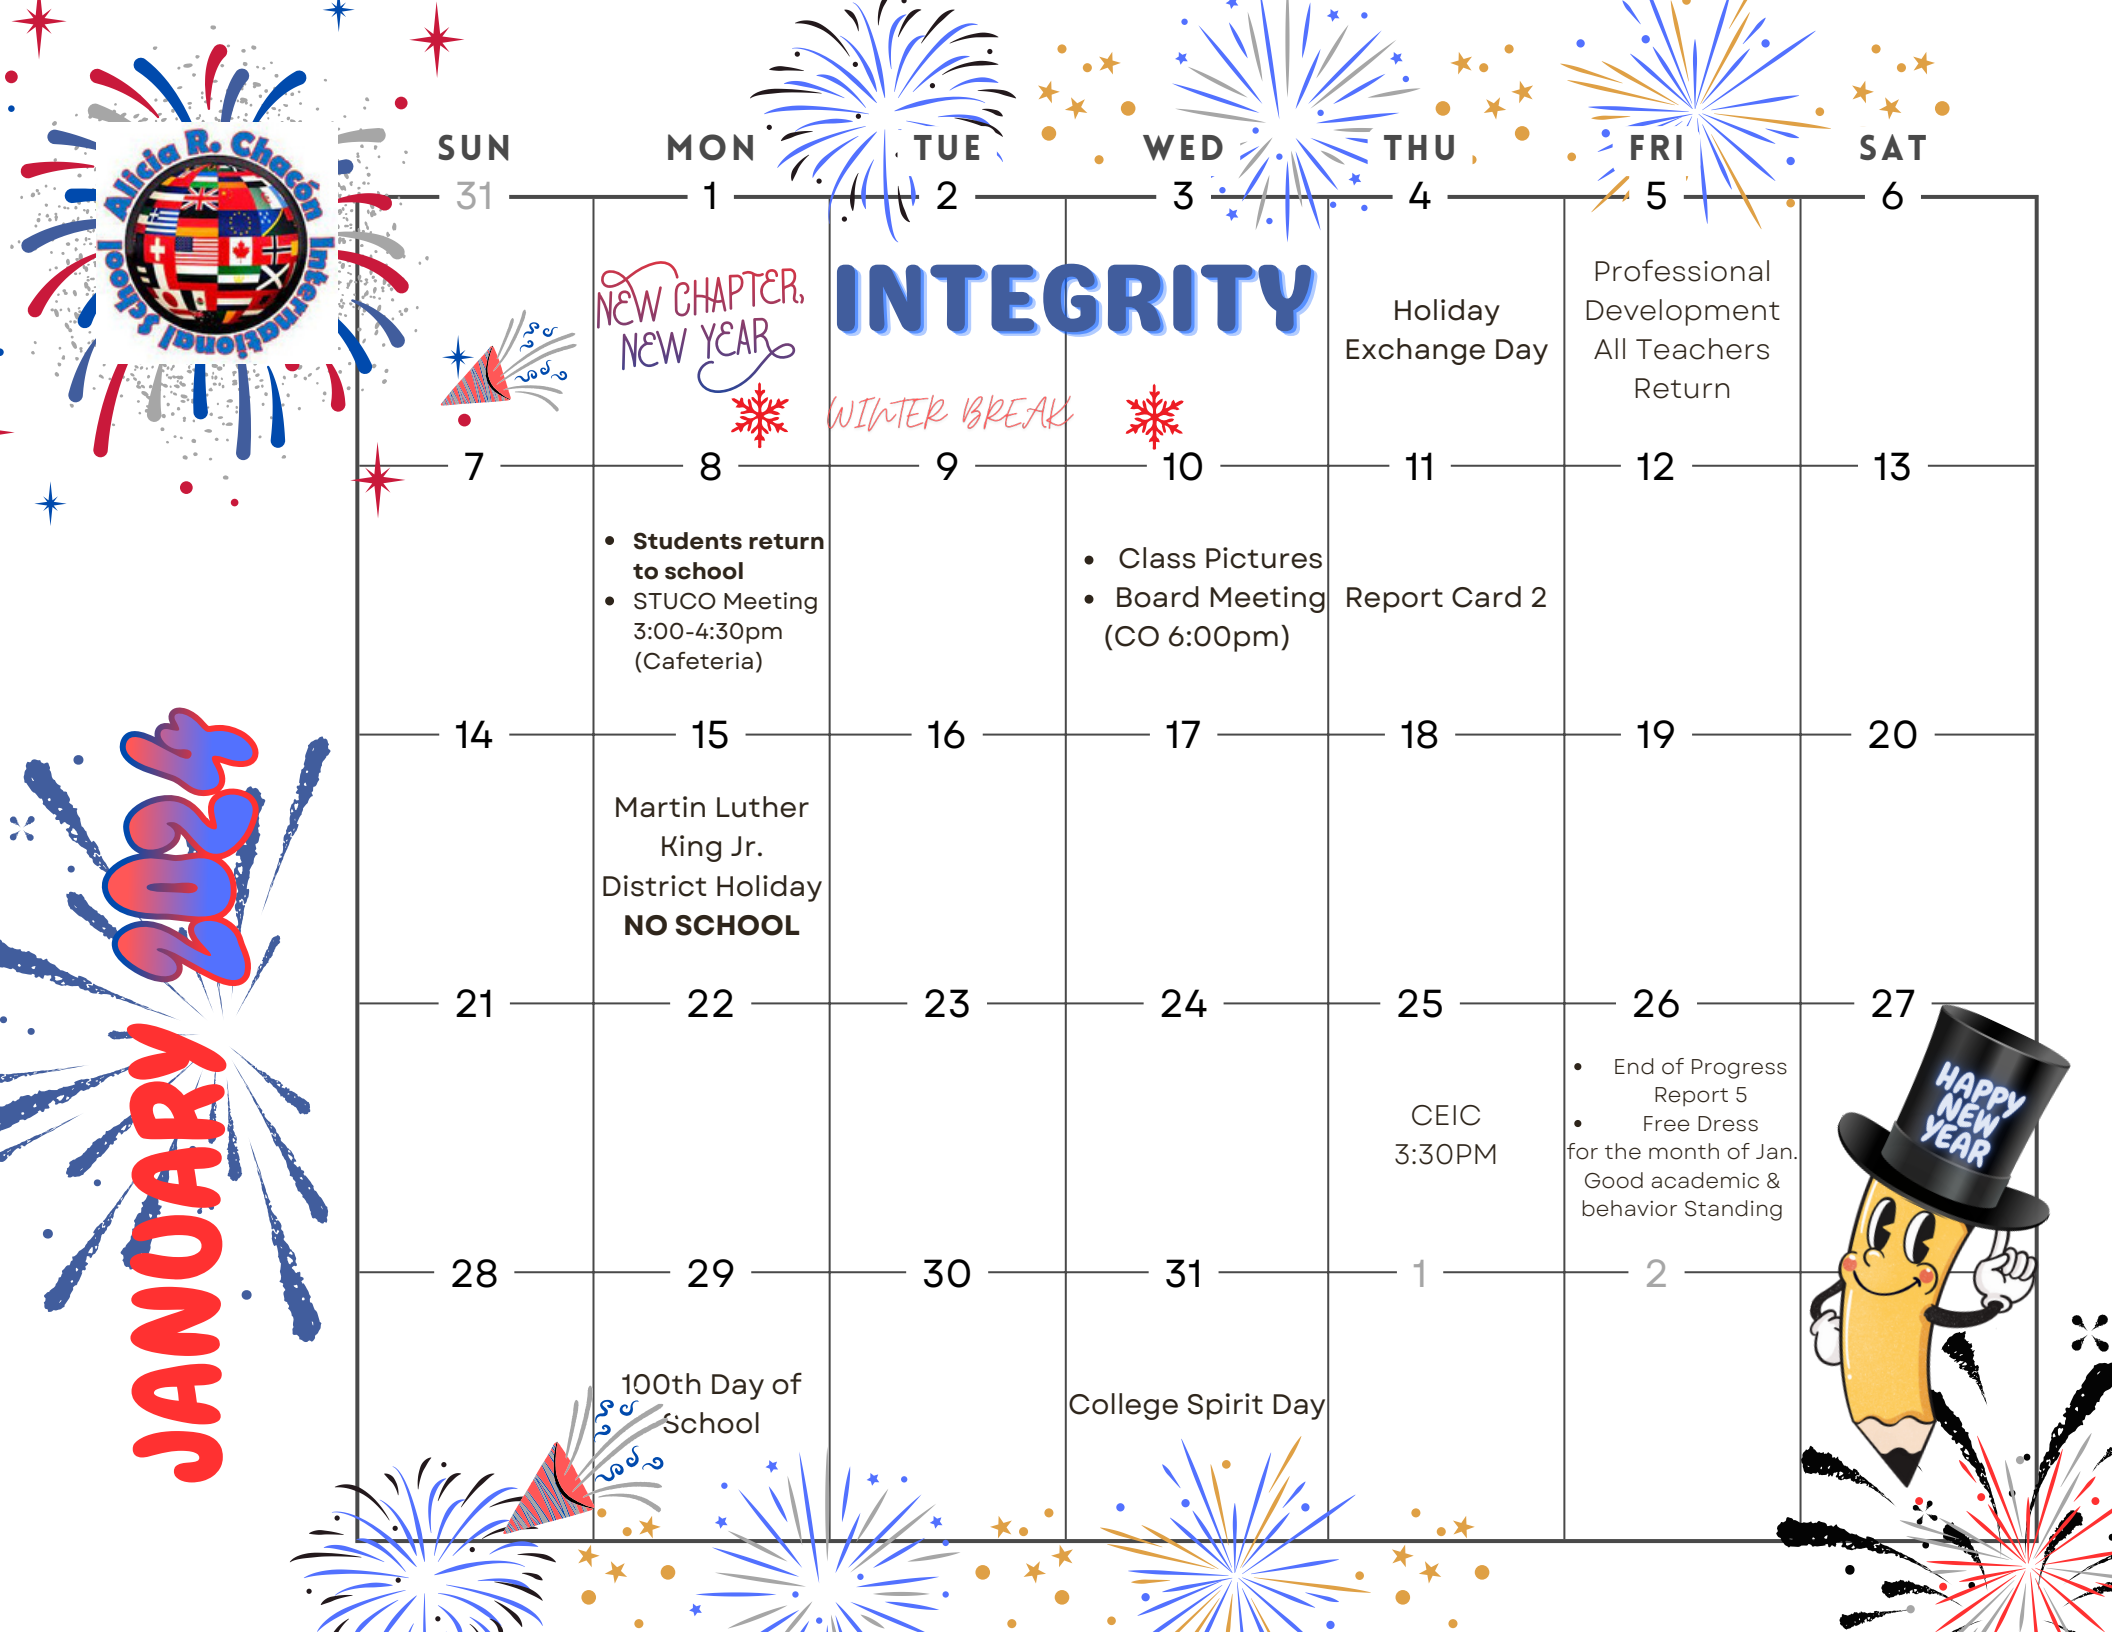 Alicia R. Chacón
International School
SUN MON TUE WED THU FRI SAT
31 1 2 3 4 5 6
NEW CHAPTER,
NEW YEAR
INTEGRITY
WINTER BREAK
Holiday
Exchange Day
Professional
Development
All Teachers
Return
7 8 9 10 11 12 13
• Students return
to school
• STUCO Meeting
3:00-4:30pm
(Cafeteria)
• Class Pictures
• Board Meeting
(CO 6:00pm)
Report Card 2
14 15 16 17 18 19 20
Martin Luther
King Jr.
District Holiday
NO SCHOOL
21 22 23 24 25 26 27
CEIC
3:30PM
• End of Progress
Report 5
• Free Dress
for the month of Jan.
Good academic &
behavior Standing
HAPPY
NEW
YEAR
28 29 30 31 1 2
100th Day of
School
College Spirit Day
JANUARY 2024